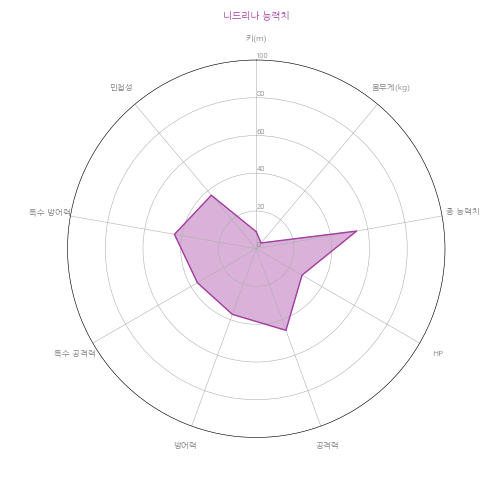 니드리나 능력치
키(m)
100
민첩성
몸무게(kg)
80
60
40
20
0
특수 방어력
총 능력치
특수 공격력
HP
방어력
공격력